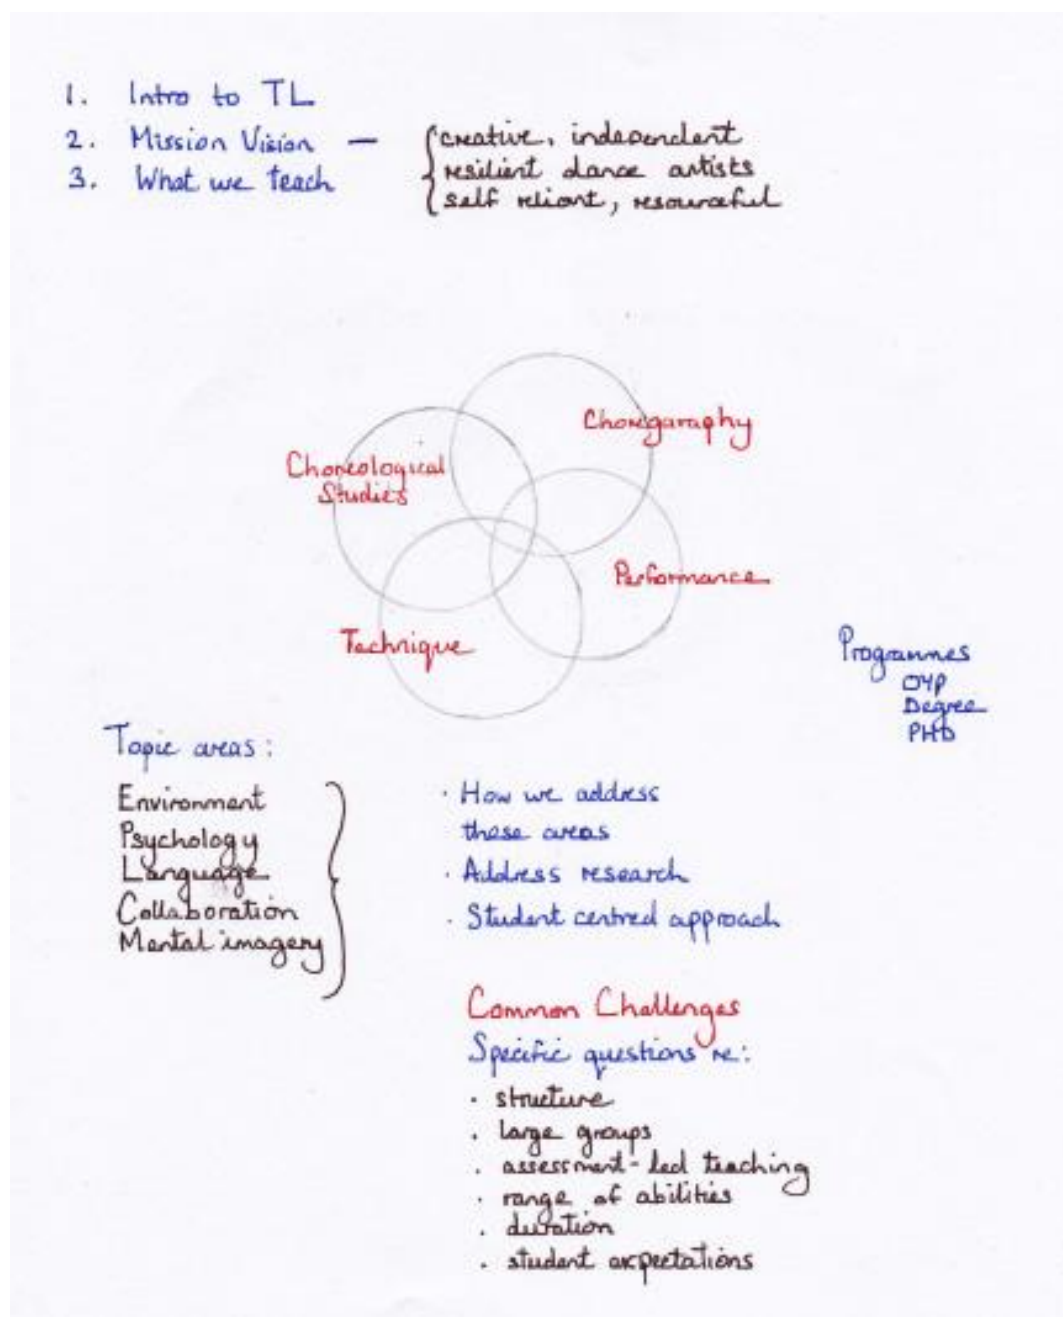 1. Intro to TL
2. Mission Vision —
3. What we teach
creative, independent
resilient dance artists
self reliant, resourceful
Choregaraphy
Choreological
Studies
Performance
Technique
Programmes
OYP
Degree
PHD
Topic areas:
Environment
Psychology
Language
Collaboration
Mental imagery
· How we address
these areas
· Address research
· Student centred approach
Common Challenges
Specific questions re:
· structure
· large groups
· assessment-led teaching
· range of abilities
· duration
· student expectations